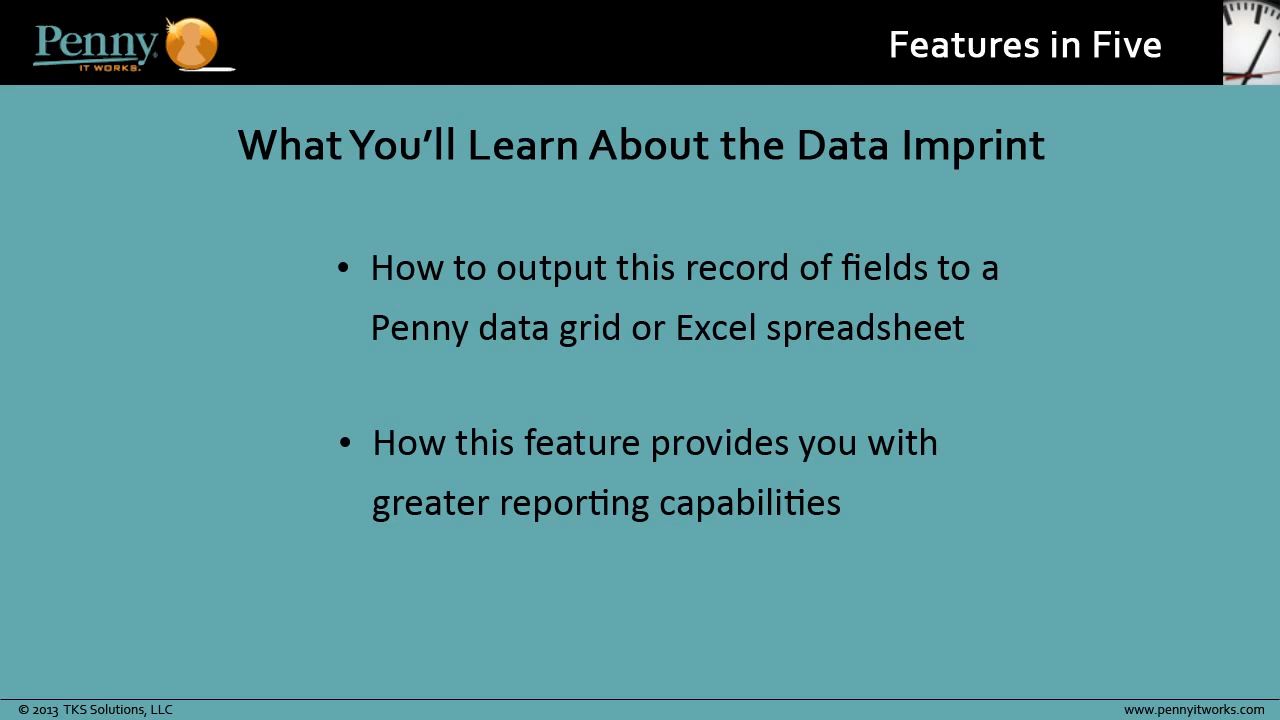 Penny
IT WORKS.
Features in Five
What You’ll Learn About the Data Imprint
• How to output this record of fields to a
Penny data grid or Excel spreadsheet
• How this feature provides you with
greater reporting capabilities
© 2013 TKS Solutions, LLC
www.pennyitworks.com